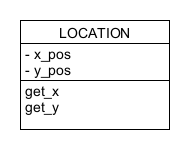 LOCATION
- x_pos
- y_pos
get_x
get_y